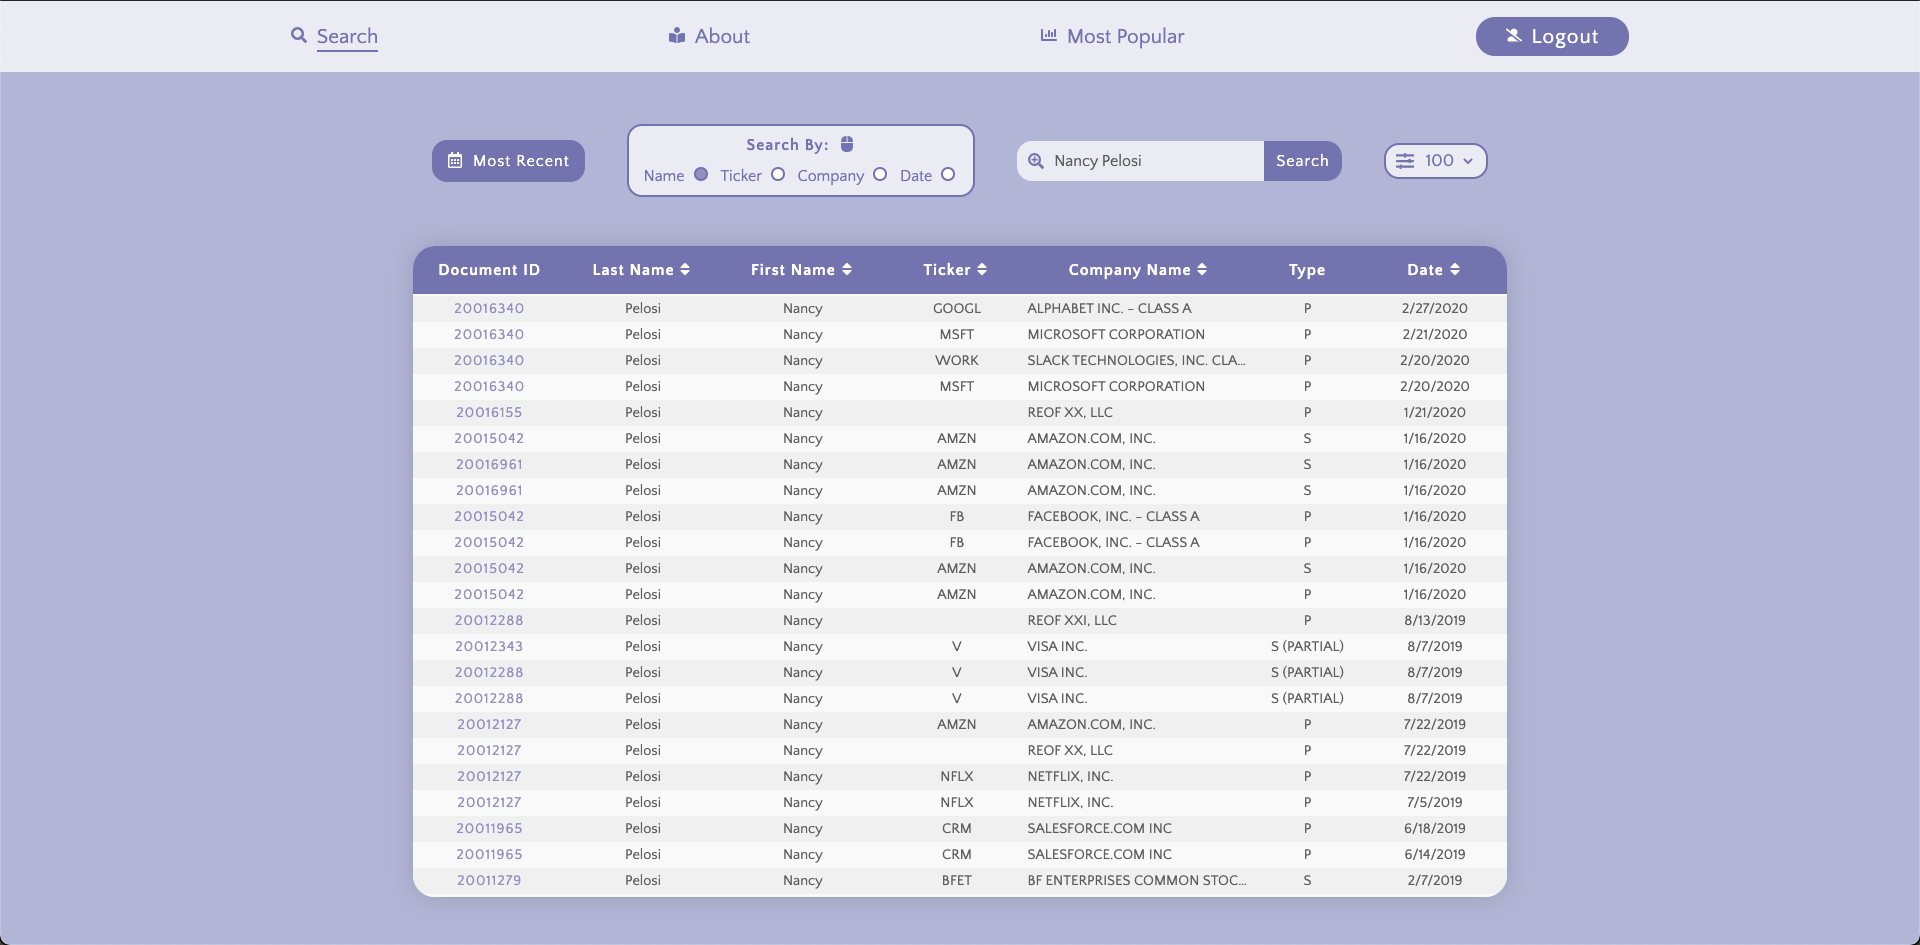 Search About Most Popular Logout
Most Recent
Search By:
Name Ticker Company Date
Nancy Pelosi Search
100
Document ID Last Name First Name Ticker Company Name Type Date
20016340 Pelosi Nancy GOOGL ALPHABET INC. - CLASS A P 2/27/2020
20016340 Pelosi Nancy MSFT MICROSOFT CORPORATION P 2/21/2020
20016340 Pelosi Nancy WORK SLACK TECHNOLOGIES, INC. CLA... P 2/20/2020
20016340 Pelosi Nancy MSFT MICROSOFT CORPORATION P 2/20/2020
20016155 Pelosi Nancy REOF XX, LLC P 1/21/2020
20015042 Pelosi Nancy AMZN AMAZON.COM, INC. S 1/16/2020
20016961 Pelosi Nancy AMZN AMAZON.COM, INC. S 1/16/2020
20016961 Pelosi Nancy AMZN AMAZON.COM, INC. S 1/16/2020
20015042 Pelosi Nancy FB FACEBOOK, INC. - CLASS A P 1/16/2020
20015042 Pelosi Nancy FB FACEBOOK, INC. - CLASS A P 1/16/2020
20015042 Pelosi Nancy AMZN AMAZON.COM, INC. S 1/16/2020
20015042 Pelosi Nancy AMZN AMAZON.COM, INC. P 1/16/2020
20012288 Pelosi Nancy REOF XXI, LLC P 8/13/2019
20012343 Pelosi Nancy V VISA INC. S (PARTIAL) 8/7/2019
20012288 Pelosi Nancy V VISA INC. S (PARTIAL) 8/7/2019
20012288 Pelosi Nancy V VISA INC. S (PARTIAL) 8/7/2019
20012127 Pelosi Nancy AMZN AMAZON.COM, INC. P 7/22/2019
20012127 Pelosi Nancy REOF XX, LLC P 7/22/2019
20012127 Pelosi Nancy NFLX NETFLIX, INC. P 7/22/2019
20012127 Pelosi Nancy NFLX NETFLIX, INC. P 7/5/2019
20011965 Pelosi Nancy CRM SALESFORCE.COM INC P 6/18/2019
20011965 Pelosi Nancy CRM SALESFORCE.COM INC P 6/14/2019
20011279 Pelosi Nancy BFET BF ENTERPRISES COMMON STOC... S 2/7/2019